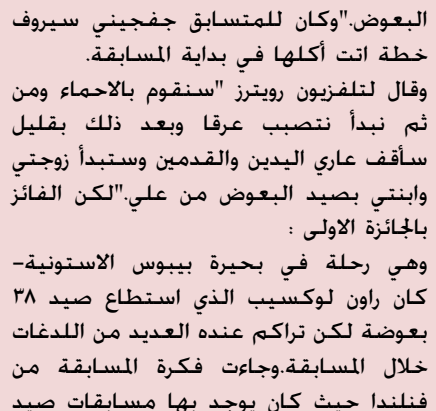 البعوض."وكان للمتسابق جفجيني سيروف
خطة اتت أكلها في بداية المسابقة.
وقال لتلفزيون رويترز "سنقوم بالاحماء ومن
ثم نبدأ نتصبب عرقا وبعد ذلك بقليل
سأقف عاري اليدين والقدمين وستبدأ زوجتي
وابنتي بصيد البعوض من علي."لكن الفائز
بالجائزة الاولى :
وهي رحلة في بحيرة بيبوس الاستونية-
كان راون لوكسيب الذي استطاع صيد ٣٨
بعوضة لكن تراكم عنده العديد من اللدغات
خلال المسابقة.وجاءت فكرة المسابقة من
فنلندا حيث كان يوجد بها مسابقات صيد